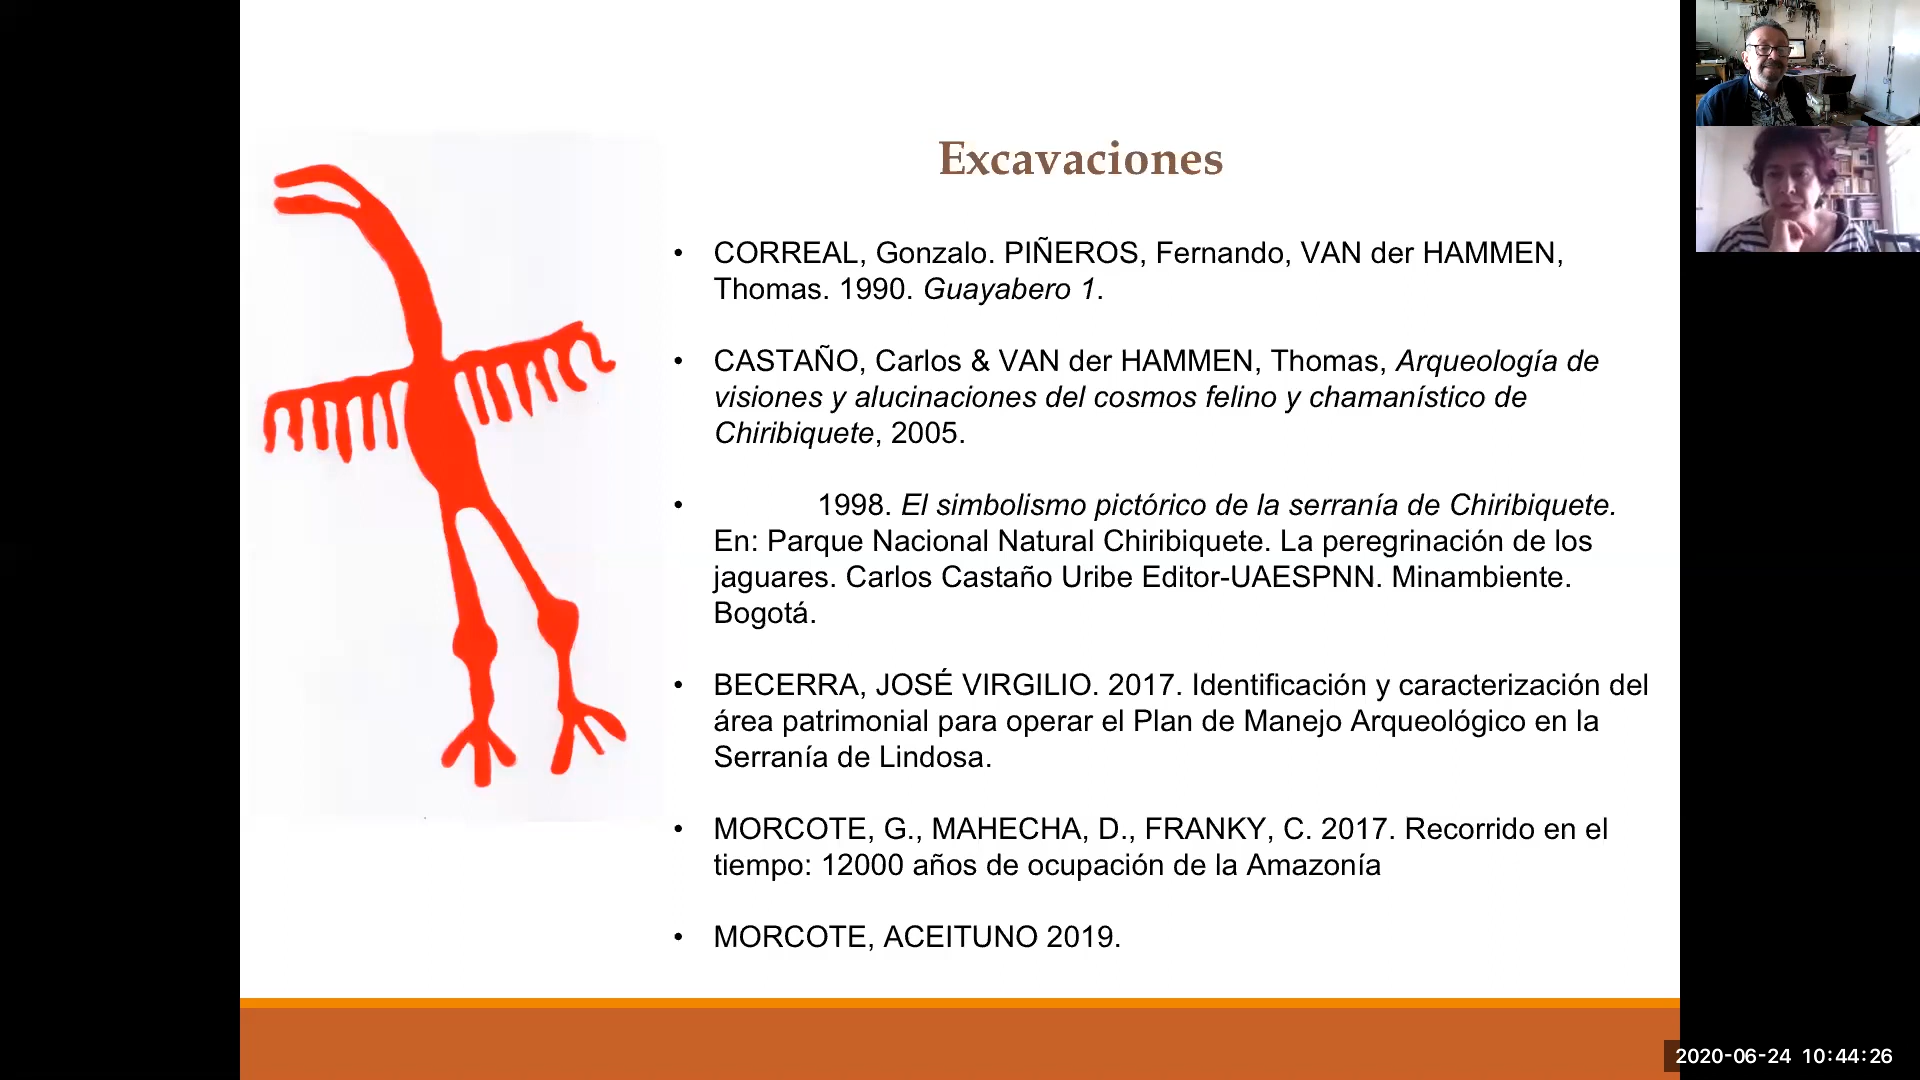 Excavaciones
• CORREAL, Gonzalo. PIÑEROS, Fernando, VAN der HAMMEN,
Thomas. 1990. Guayabero 1.
• CASTAÑO, Carlos & VAN der HAMMEN, Thomas, Arqueología de
visiones y alucinaciones del cosmos felino y chamanístico de
Chiribiquete, 2005.
• 1998. El simbolismo pictórico de la serranía de Chiribiquete.
En: Parque Nacional Natural Chiribiquete. La peregrinación de los
jaguares. Carlos Castaño Uribe Editor-UAESPNN. Minambiente.
Bogotá.
• BECERRA, JOSÉ VIRGILIO. 2017. Identificación y caracterización del
área patrimonial para operar el Plan de Manejo Arqueológico en la
Serranía de Lindosa.
• MORCOTE, G., MAHECHA, D., FRANKY, C. 2017. Recorrido en el
tiempo: 12000 años de ocupación de la Amazonía
• MORCOTE, ACEITUNO 2019.
2020-06-24 10:44:26